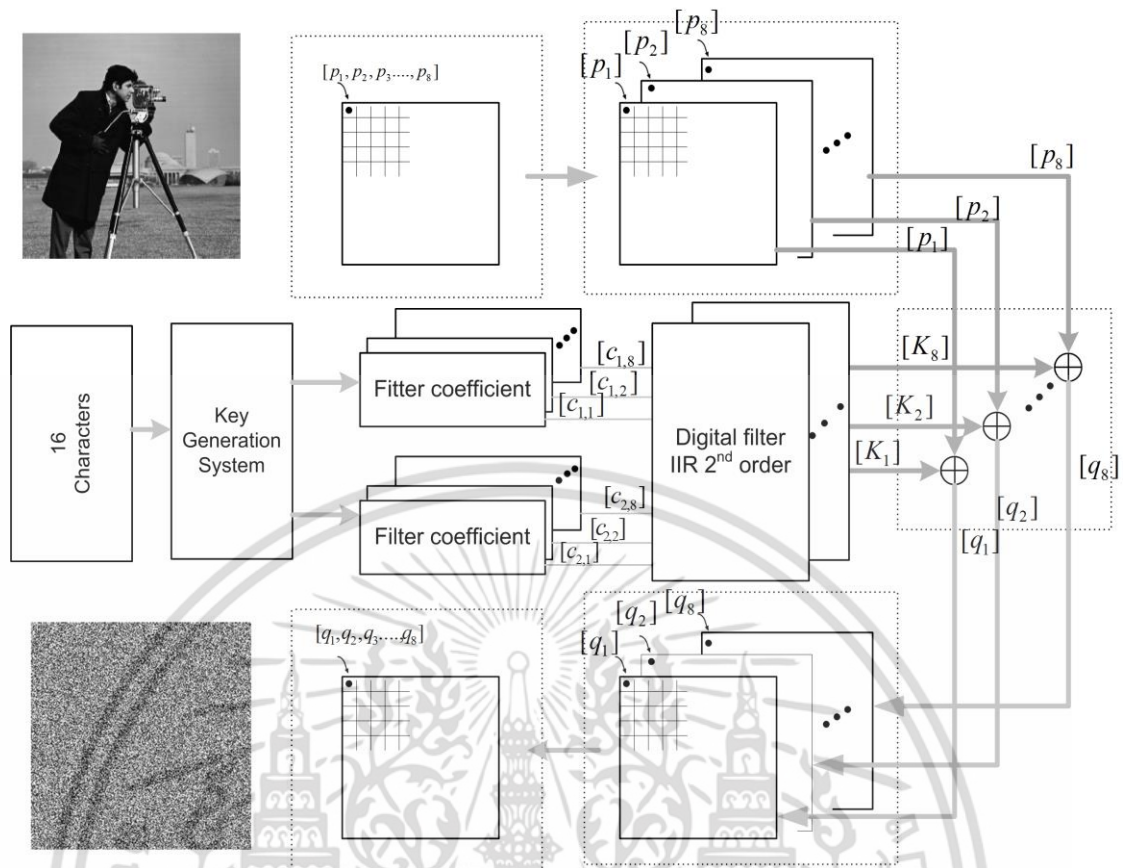 [p₈]
[p₂]
[p₁, p₂, p₃...., p₈]
[p₁]
[p₈]
[p₂]
[p₁]
16 Characters
Key Generation System
Fitter coefficient
[c₁,₈]
[c₁,₂]
[c₁,₁]
Filter coefficient
[c₂,₈]
[c₂,₂]
[c₂,₁]
Digital filter
IIR 2nd order
[K₈]
[K₂]
[K₁]
[q₈]
[q₂]
[q₁]
[q₁, q₂, q₃....,q₈]
[q₂]
[q₈]
[q₁]